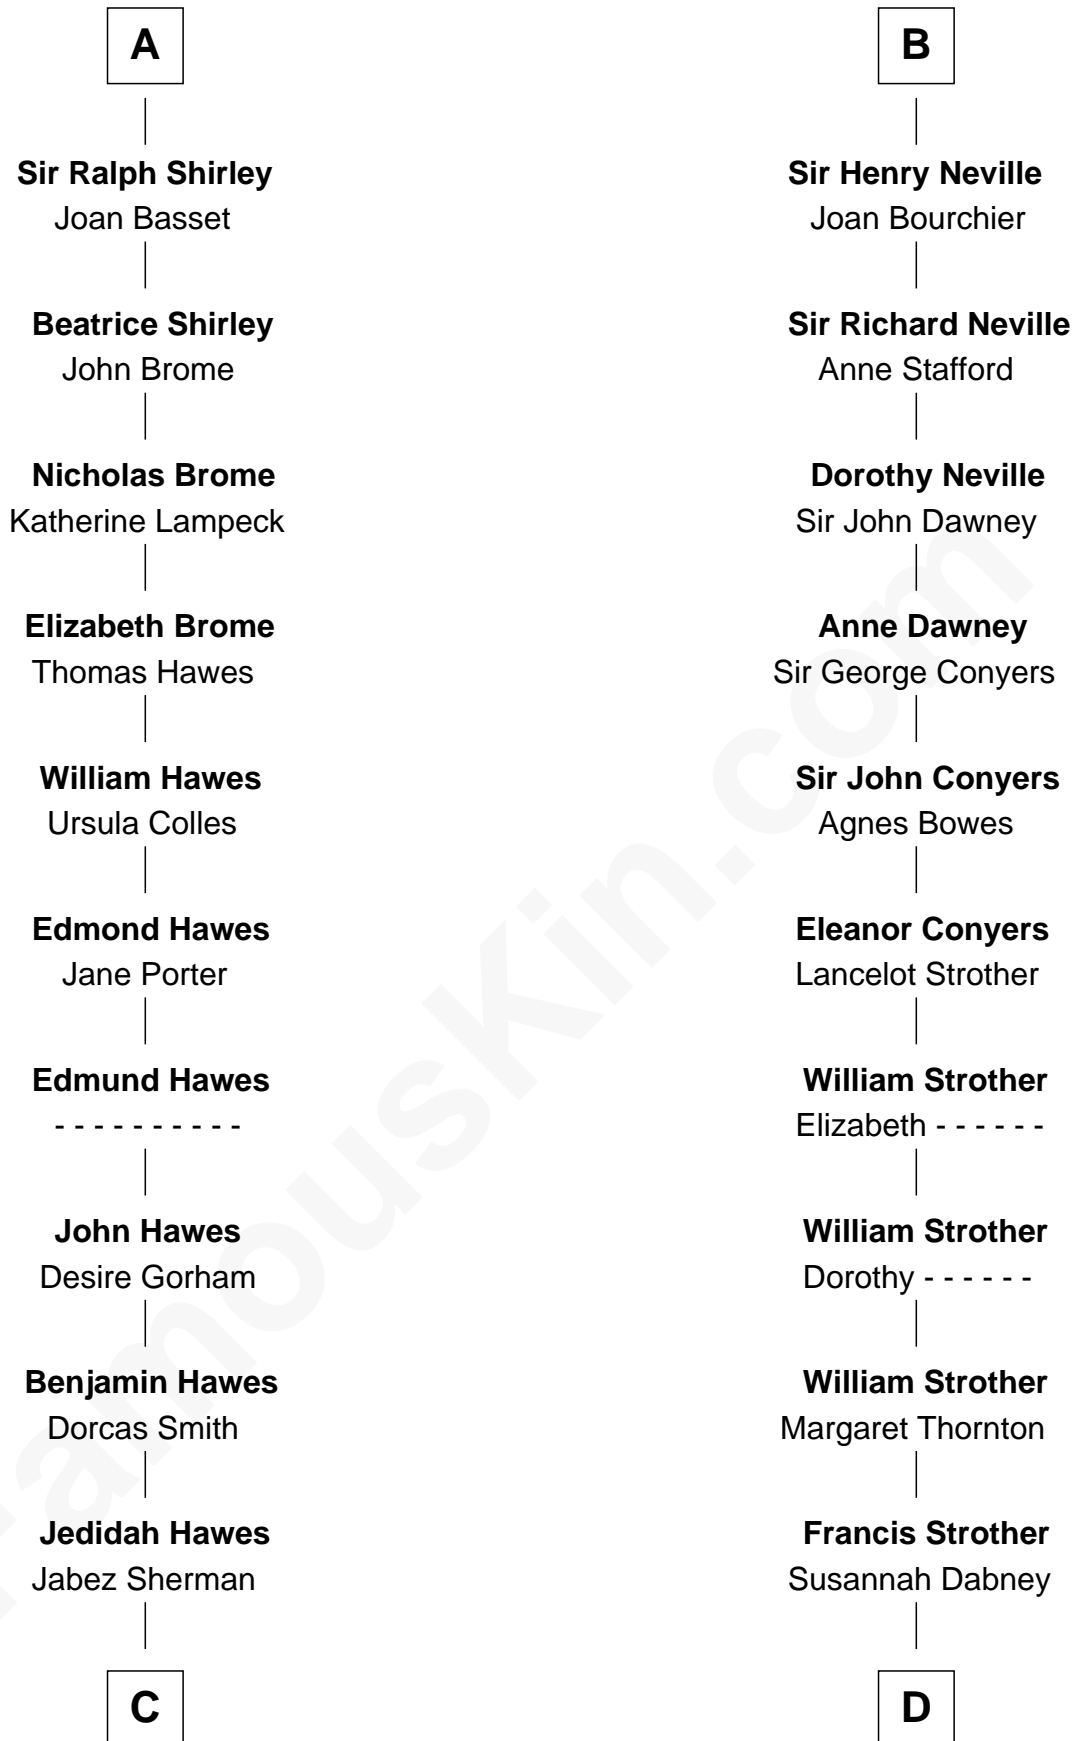 A
Sir Ralph Shirley
Joan Basset
Beatrice Shirley
John Brome
Nicholas Brome
Katherine Lampeck
Elizabeth Brome
Thomas Hawes
William Hawes
Ursula Colles
Edmond Hawes
Jane Porter
Edmund Hawes
- - - - - - - - - -
John Hawes
Desire Gorham
Benjamin Hawes
Dorcas Smith
Jedidah Hawes
Jabez Sherman
C
B
Sir Henry Neville
Joan Bourchier
Sir Richard Neville
Anne Stafford
Dorothy Neville
Sir John Dawney
Anne Dawney
Sir George Conyers
Sir John Conyers
Agnes Bowes
Eleanor Conyers
Lancelot Strother
William Strother
Elizabeth - - - - - -
William Strother
Dorothy - - - - - -
William Strother
Margaret Thornton
Francis Strother
Susannah Dabney
D
FamousKin.com